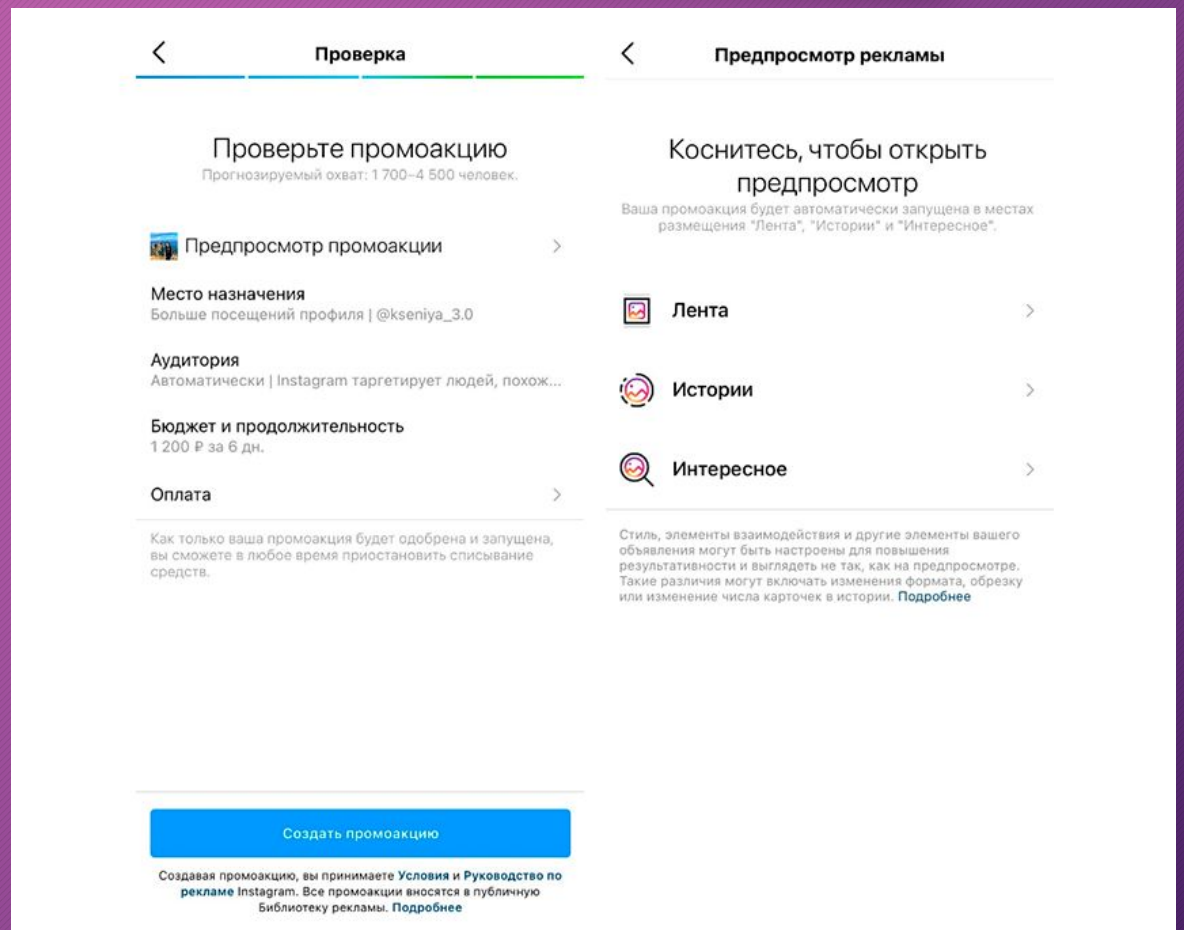 Проверка
Проверьте промоакцию
Прогнозируемый охват: 1 700–4 500 человек.
Предпросмотр промоакции
Место назначения
Больше посещений профиля | @kseniya_3.0
Аудитория
Автоматически | Instagram таргетирует людей, похож...
Бюджет и продолжительность
1 200 ₽ за 6 дн.
Оплата
Как только ваша промоакция будет одобрена и запущена,
вы сможете в любое время приостановить списывание
средств.
Создать промоакцию
Создавая промоакцию, вы принимаете Условия и Руководство по
рекламе Instagram. Все промоакции вносятся в публичную
Библиотеку рекламы. Подробнее
Предпросмотр рекламы
Коснитесь, чтобы открыть
предпросмотр
Ваша промоакция будет автоматически запущена в местах
размещения "Лента", "Истории" и "Интересное".
Лента
Истории
Интересное
Стиль, элементы взаимодействия и другие элементы вашего
объявления могут быть настроены для повышения
результативности и выглядеть не так, как на предпросмотре.
Такие различия могут включать изменения формата, обрезку
или изменение числа карточек в истории. Подробнее